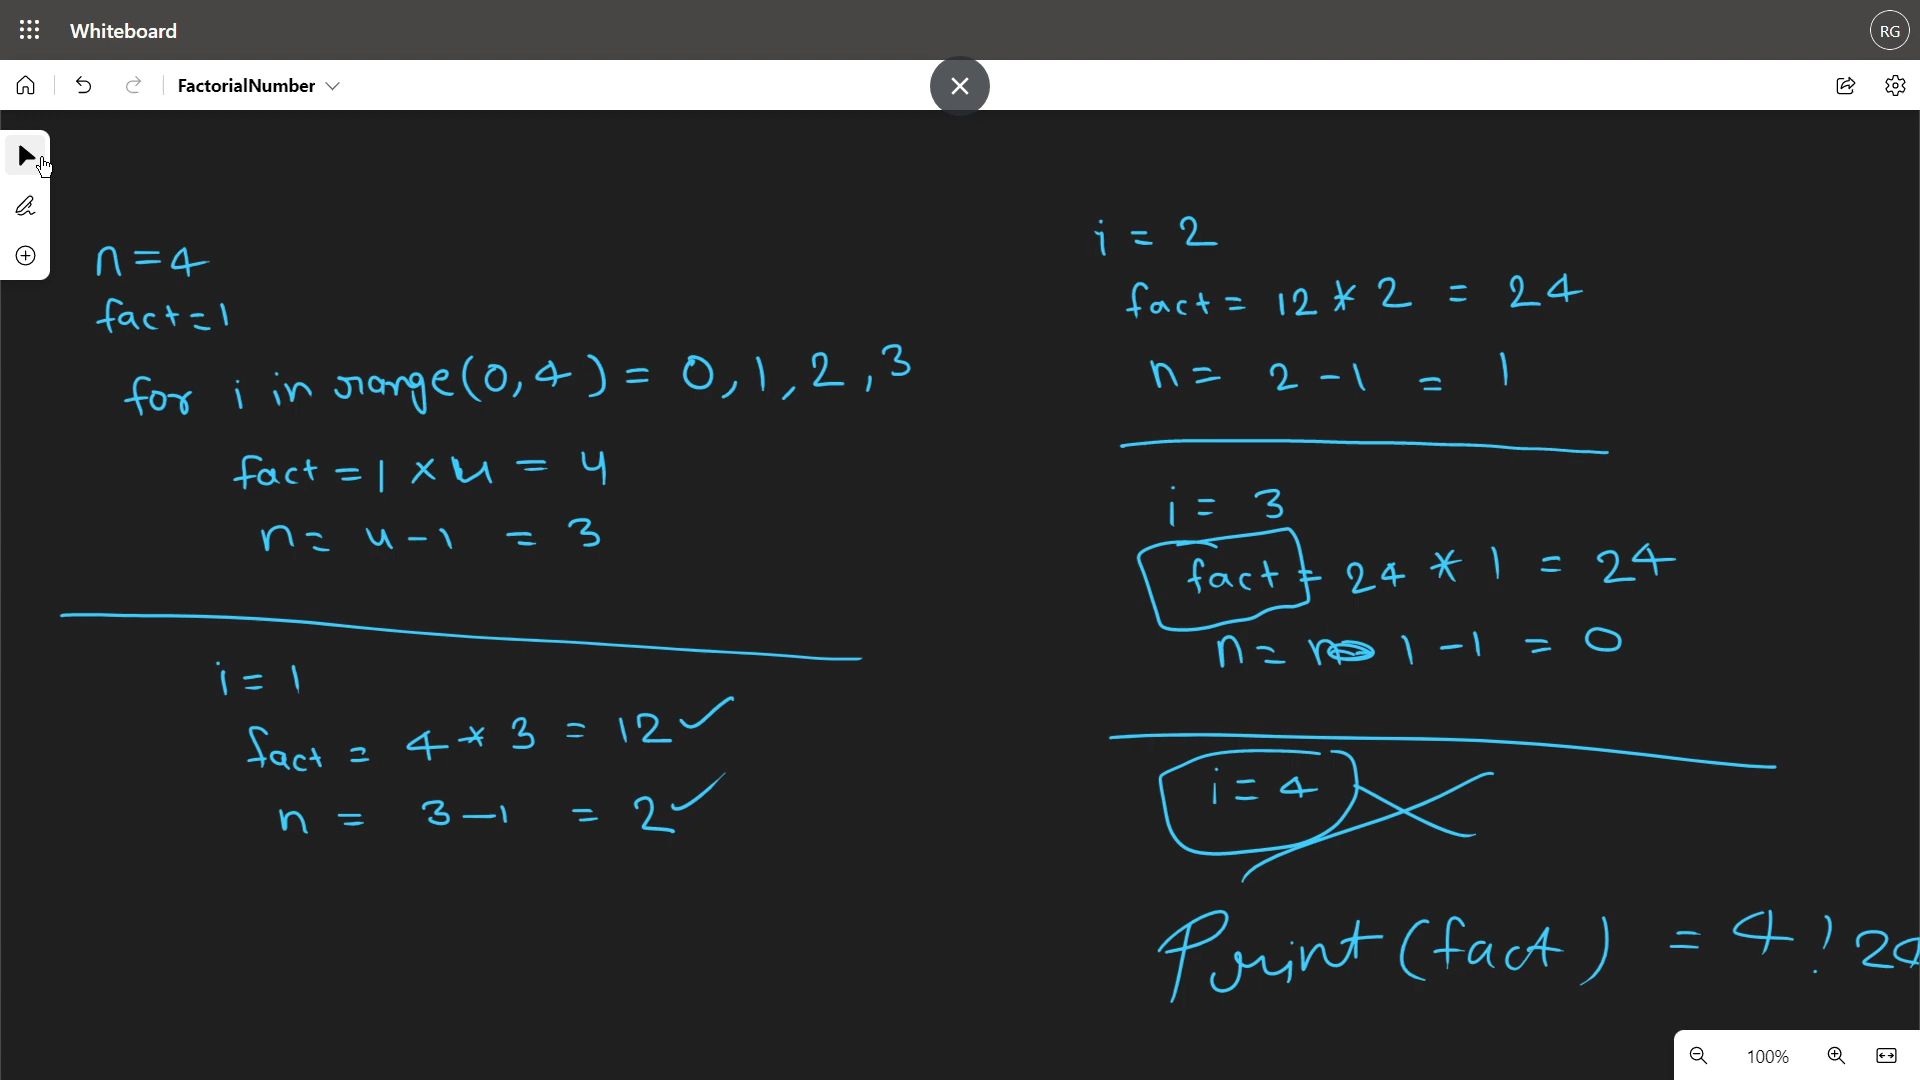 Whiteboard
RG
FactorialNumber
n = 4
fact = 1
for i in range(0, 4) = 0, 1, 2, 3
fact = 1 × 4 = 4
n = 4 - 1 = 3
i = 1
fact = 4 * 3 = 12 ✓
n = 3 - 1 = 2 ✓
i = 2
fact = 12 * 2 = 24
n = 2 - 1 = 1
i = 3
fact = 24 * 1 = 24
n = 1 - 1 = 0
i = 4
Print (fact) = 4! 24
100%